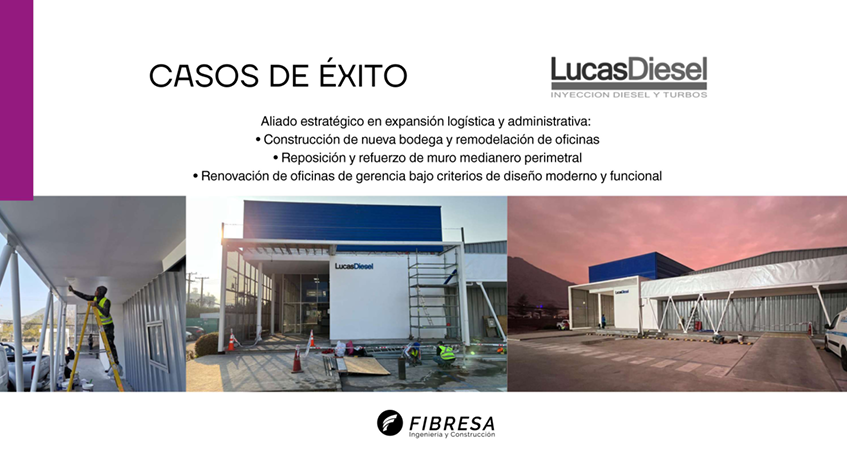 CASOS DE ÉXITO
LucasDiesel
INYECCION DIESEL Y TURBOS
Aliado estratégico en expansión logística y administrativa:
• Construcción de nueva bodega y remodelación de oficinas
• Reposición y refuerzo de muro medianero perimetral
• Renovación de oficinas de gerencia bajo criterios de diseño moderno y funcional
LucasDiesel
LucasDiesel
FIBRESA
Ingeniería y Construcción